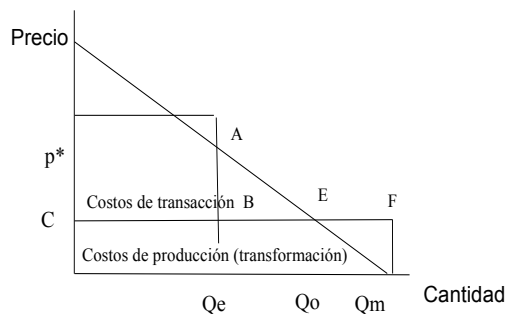 Precio
A
p*
Costos de transacción B E F
C
Costos de producción (transformación)
Cantidad
Qe Qo Qm